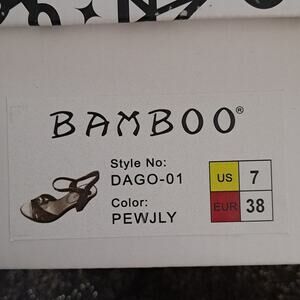 BAMBOO®
Style No:
DAGO-01
Color:
PEWJLY
US 7
EUR 38